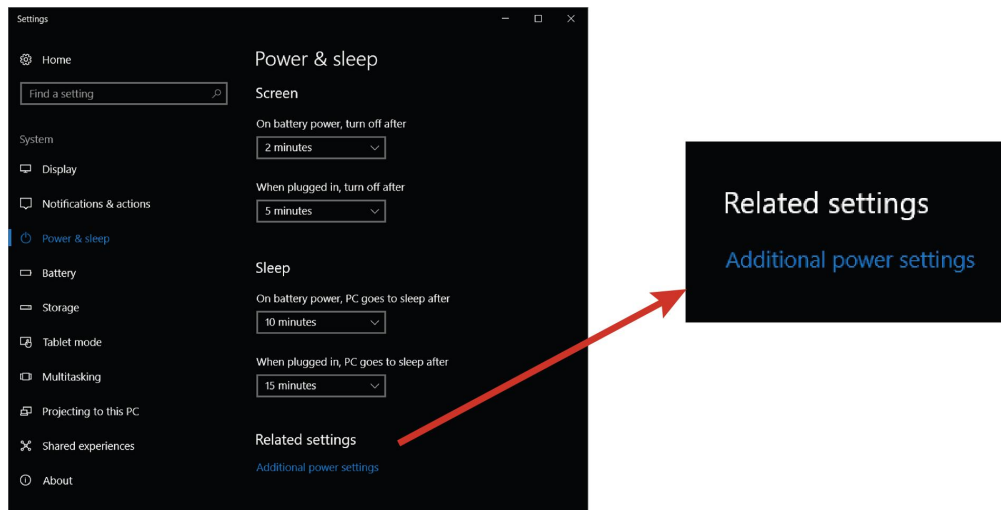 Settings
Home
Find a setting
System
Display
Notifications & actions
Power & sleep
Battery
Storage
Tablet mode
Multitasking
Projecting to this PC
Shared experiences
About
Power & sleep
Screen
On battery power, turn off after
2 minutes
When plugged in, turn off after
5 minutes
Sleep
On battery power, PC goes to sleep after
10 minutes
When plugged in, PC goes to sleep after
15 minutes
Related settings
Additional power settings
Related settings
Additional power settings